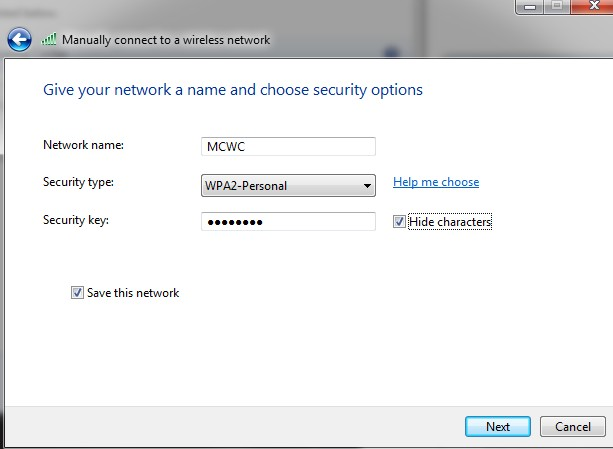 Manually connect to a wireless network
Give your network a name and choose security options
Network name: MCWC
Security type: WPA2-Personal Help me choose
Security key: ●●●●●●●● Hide characters
Save this network
Next Cancel